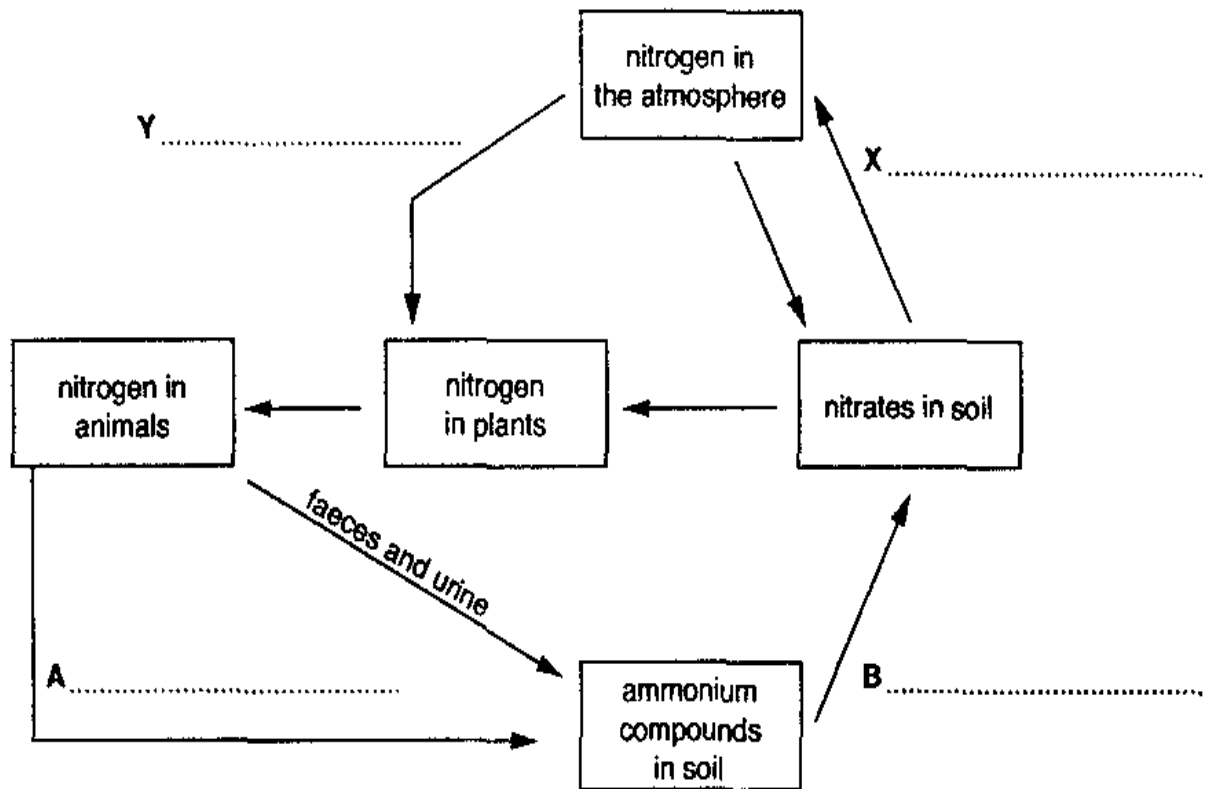 nitrogen in
the atmosphere
Y
X
nitrogen in
animals
nitrogen
in plants
nitrates in soil
faeces and urine
A
ammonium
compounds
in soil
B